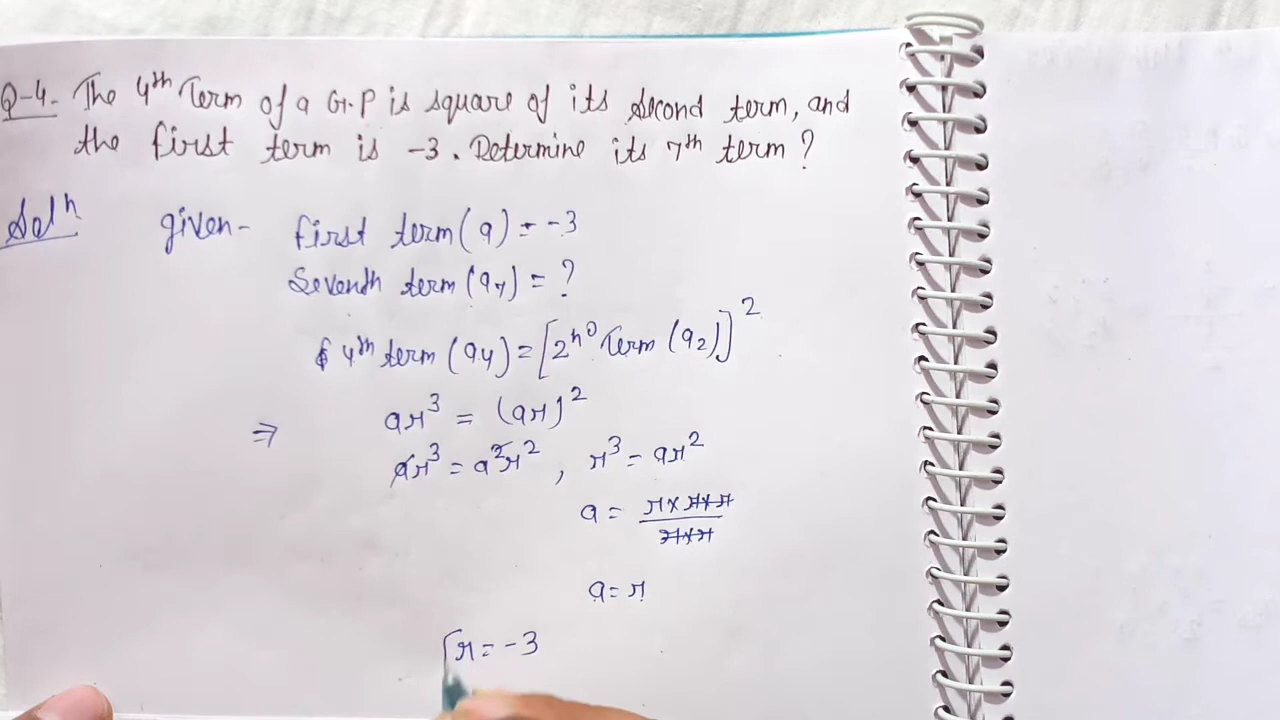 Q-4. The 4th Term of a G.P is square of its second term, and
the first term is -3. Determine its 7th term?
Solⁿ
given- first term (a) = -3
Seventh term (a₇) = ?
& 4th term (a₄) = [2nd Term (a₂)]²
⇒ ar³ = (ar)²
ar³ = a²r² , r³ = ar²
a = r×r×r / r×r
a = r
r = -3